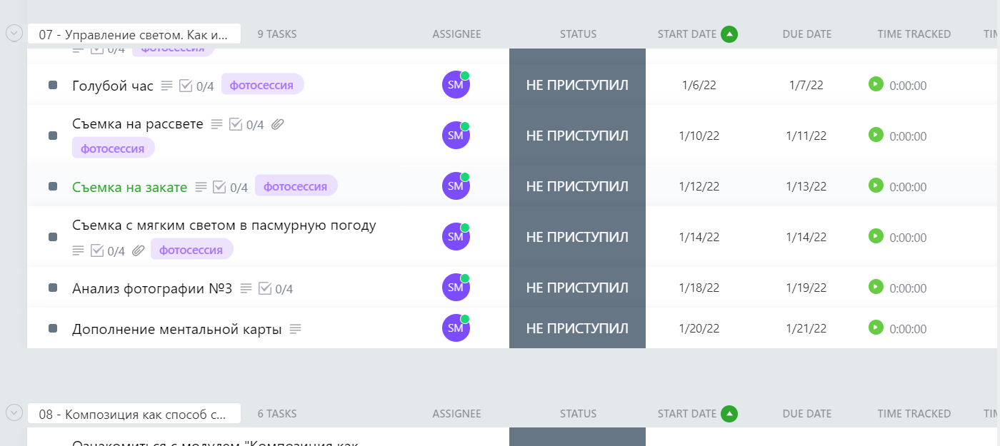 07 - Управление светом. Как и... 9 TASKS ASSIGNEE STATUS START DATE DUE DATE TIME TRACKED TIM
0/4 фотосессия
Голубой час 0/4 фотосессия SM НЕ ПРИСТУПИЛ 1/6/22 1/7/22 0:00:00
Съемка на рассвете 0/4
фотосессия SM НЕ ПРИСТУПИЛ 1/10/22 1/11/22 0:00:00
Съемка на закате 0/4 фотосессия SM НЕ ПРИСТУПИЛ 1/12/22 1/13/22 0:00:00
Съемка с мягким светом в пасмурную погоду
0/4 фотосессия SM НЕ ПРИСТУПИЛ 1/14/22 1/14/22 0:00:00
Анализ фотографии №3 0/4 SM НЕ ПРИСТУПИЛ 1/18/22 1/19/22 0:00:00
Дополнение ментальной карты SM НЕ ПРИСТУПИЛ 1/20/22 1/21/22 0:00:00
08 - Композиция как способ с... 6 TASKS ASSIGNEE STATUS START DATE DUE DATE TIME TRACKED TIM
Ознакомиться с модулем "Композиция как